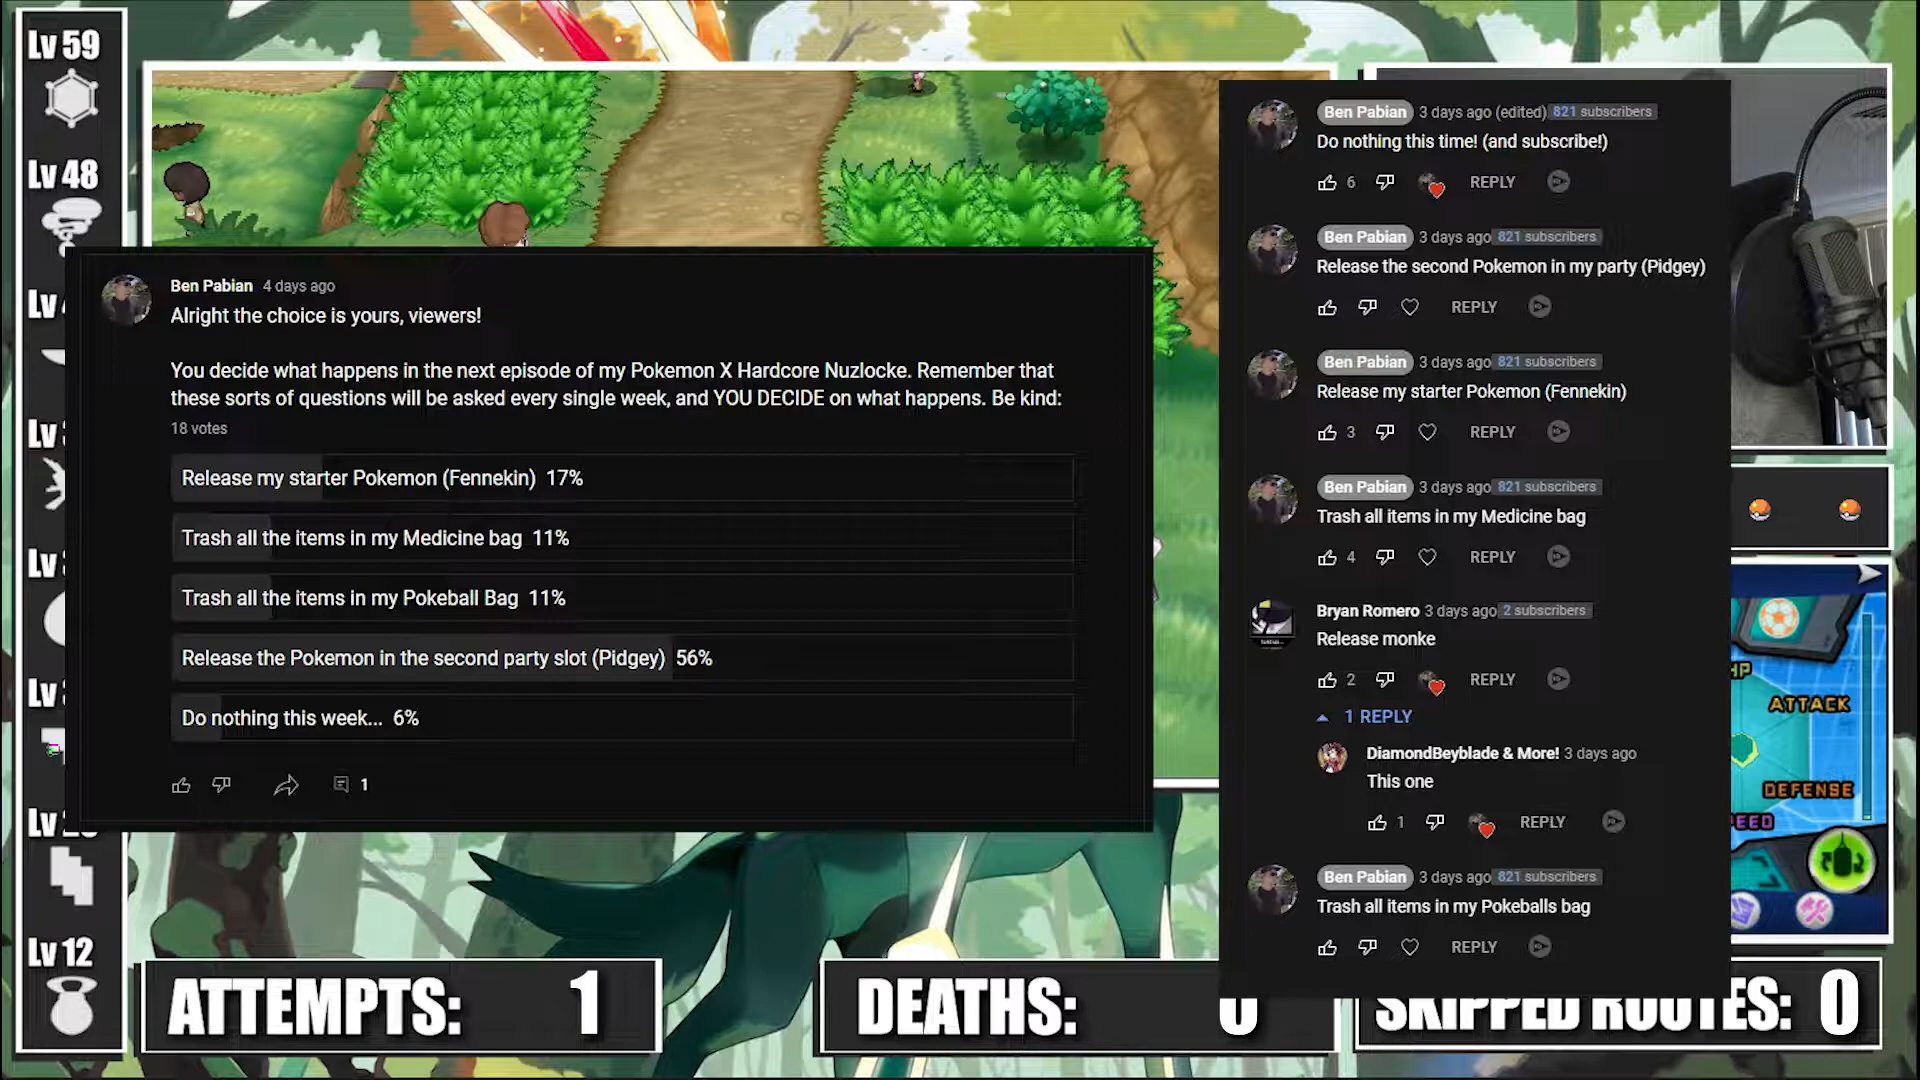 Lv 59
Lv 48
Lv
Lv
Lv
Lv
Lv
Lv 12
Ben Pabian 4 days ago
Alright the choice is yours, viewers!
You decide what happens in the next episode of my Pokemon X Hardcore Nuzlocke. Remember that
these sorts of questions will be asked every single week, and YOU DECIDE on what happens. Be kind:
18 votes
Release my starter Pokemon (Fennekin) 17%
Trash all the items in my Medicine bag 11%
Trash all the items in my Pokeball Bag 11%
Release the Pokemon in the second party slot (Pidgey) 56%
Do nothing this week... 6%
1
Ben Pabian 3 days ago (edited) 821 subscribers
Do nothing this time! (and subscribe!)
6 REPLY
Ben Pabian 3 days ago 821 subscribers
Release the second Pokemon in my party (Pidgey)
REPLY
Ben Pabian 3 days ago 821 subscribers
Release my starter Pokemon (Fennekin)
3 REPLY
Ben Pabian 3 days ago 821 subscribers
Trash all items in my Medicine bag
4 REPLY
Bryan Romero 3 days ago 2 subscribers
Release monke
2 REPLY
1 REPLY
DiamondBeyblade & More! 3 days ago
This one
1 REPLY
Ben Pabian 3 days ago 821 subscribers
Trash all items in my Pokeballs bag
REPLY
HP
ATTACK
DEFENSE
EED
ATTEMPTS: 1
DEATHS: 0
SKIPPED ROUTES: 0